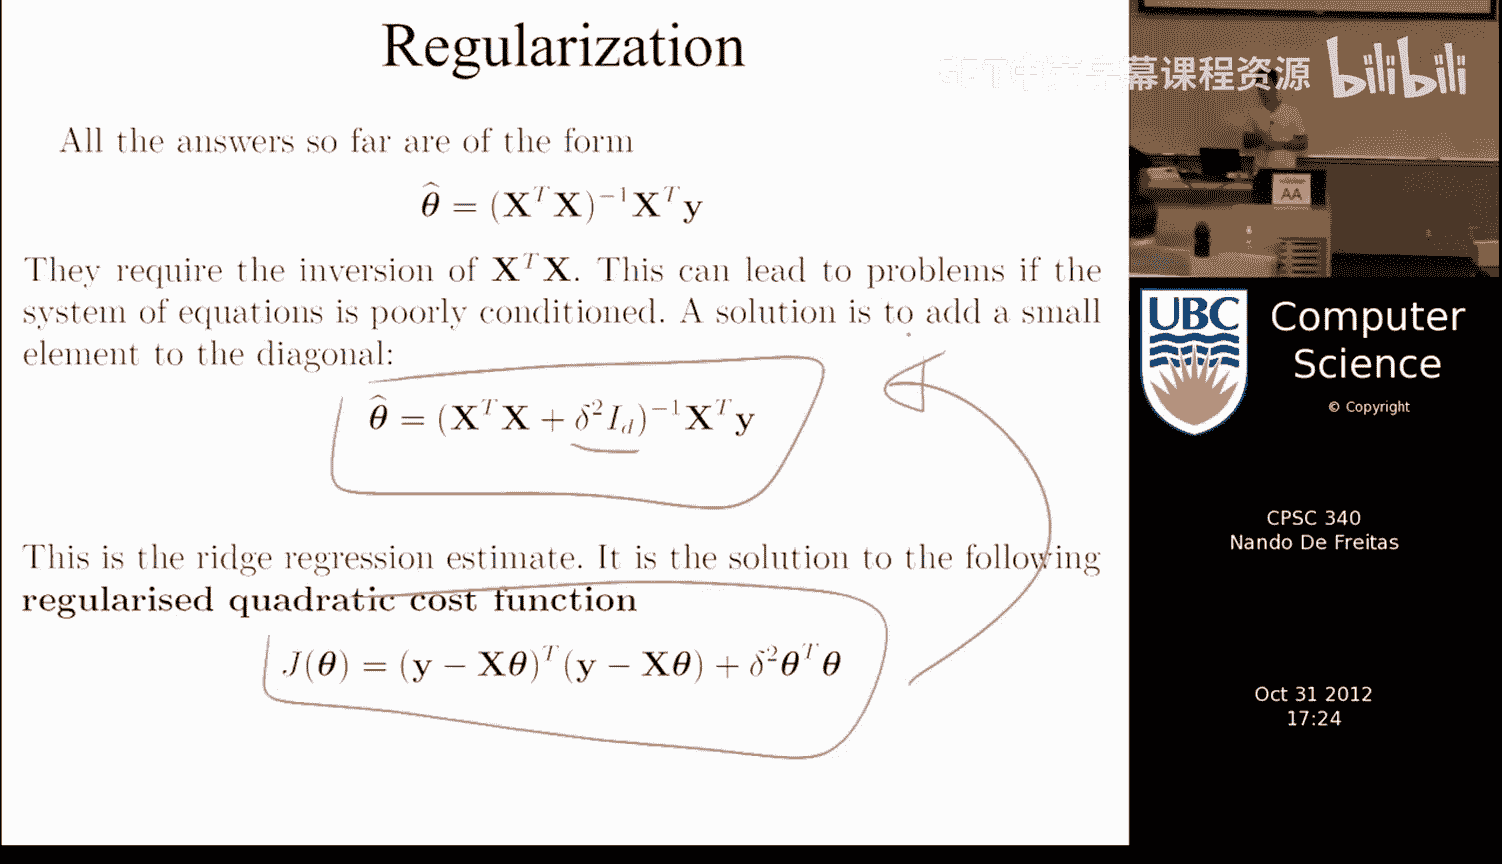 Regularization
All the answers so far are of the form
θ̂ = (XᵀX)⁻¹Xᵀy
They require the inversion of XᵀX. This can lead to problems if the
system of equations is poorly conditioned. A solution is to add a small
element to the diagonal:
θ̂ = (XᵀX + δ²I_d)⁻¹Xᵀy
This is the ridge regression estimate. It is the solution to the following
regularised quadratic cost function
J(θ) = (y − Xθ)ᵀ(y − Xθ) + δ²θᵀθ
字幕课程资源 bilibili
AA
UBC
Computer
Science
© Copyright
CPSC 340
Nando De Freitas
Oct 31 2012
17:24